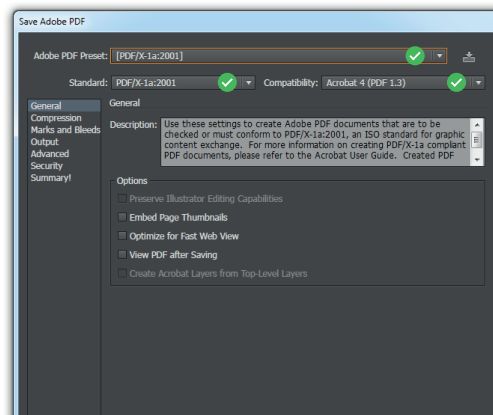 Save Adobe PDF
Adobe PDF Preset: [PDF/X-1a:2001]
Standard: PDF/X-1a:2001 Compatibility: Acrobat 4 (PDF 1.3)
General
Compression
Marks and Bleeds
Output
Advanced
Security
Summary!
General
Description: Use these settings to create Adobe PDF documents that are to be
checked or must conform to PDF/X-1a:2001, an ISO standard for graphic
content exchange. For more information on creating PDF/X-1a compliant
PDF documents, please refer to the Acrobat User Guide. Created PDF
Options
Preserve Illustrator Editing Capabilities
Embed Page Thumbnails
Optimize for Fast Web View
View PDF after Saving
Create Acrobat Layers from Top-Level Layers